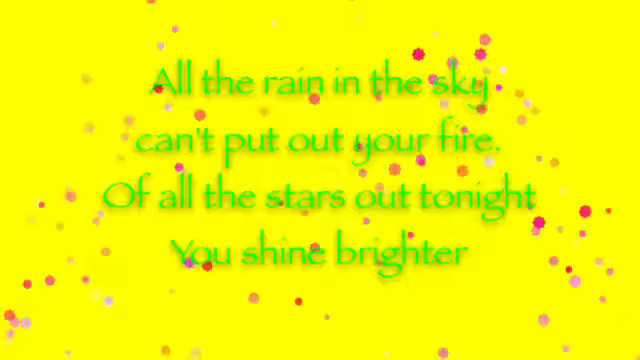 All the rain in the sky
can't put out your fire.
Of all the stars out tonight
You shine brighter